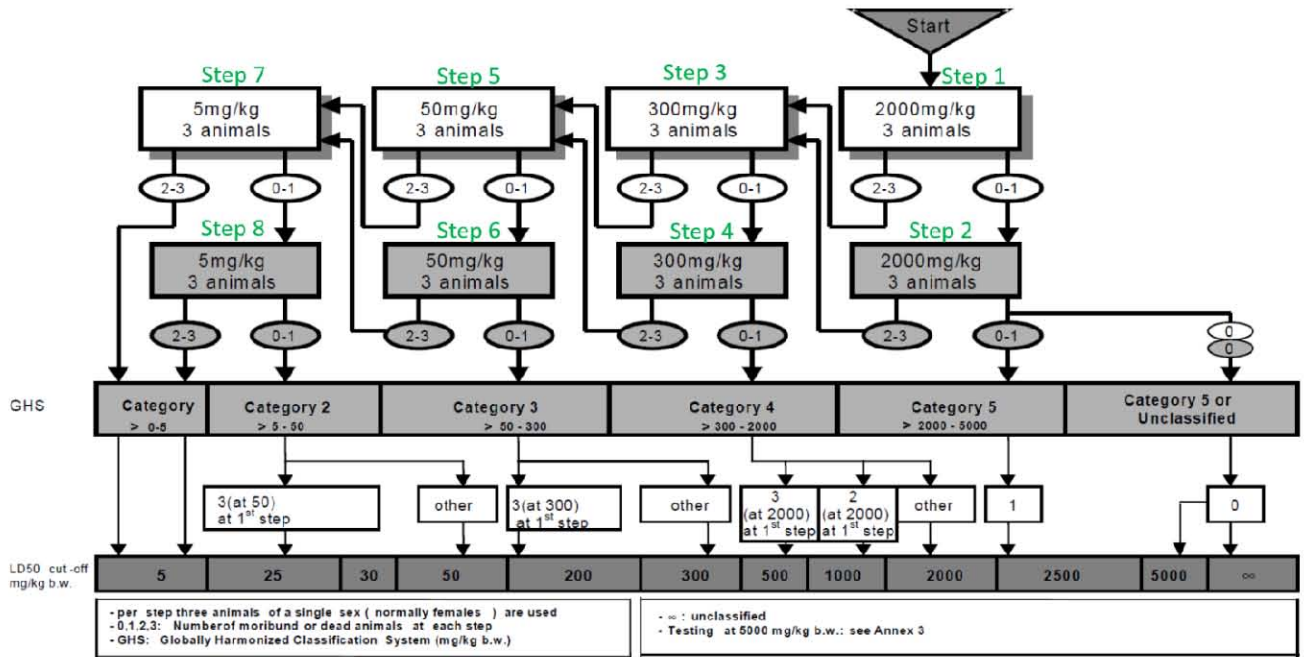 Start
Step 7
Step 5
Step 3
Step 1
5mg/kg
3 animals
50mg/kg
3 animals
300mg/kg
3 animals
2000mg/kg
3 animals
2-3
0-1
2-3
0-1
2-3
0-1
2-3
0-1
Step 8
Step 6
Step 4
Step 2
5mg/kg
3 animals
50mg/kg
3 animals
300mg/kg
3 animals
2000mg/kg
3 animals
2-3
0-1
2-3
0-1
2-3
0-1
2-3
0-1
0
0
GHS
Category
> 0-5
Category 2
> 5 - 50
Category 3
> 50 - 300
Category 4
> 300 - 2000
Category 5
> 2000 - 5000
Category 5 or
Unclassified
3(at 50)
at 1st step
other
3(at 300)
at 1st step
other
3
(at 2000)
at 1st step
2
(at 2000)
at 1st step
other
1
0
LD50 cut-off
mg/kg b.w.
5
25
30
50
200
300
500
1000
2000
2500
5000
∞
- per step three animals of a single sex ( normally females ) are used
- 0,1,2,3: Number of moribund or dead animals at each step
- GHS: Globally Harmonized Classification System (mg/kg b.w.)
- ∞ : unclassified
- Testing at 5000 mg/kg b.w.: see Annex 3